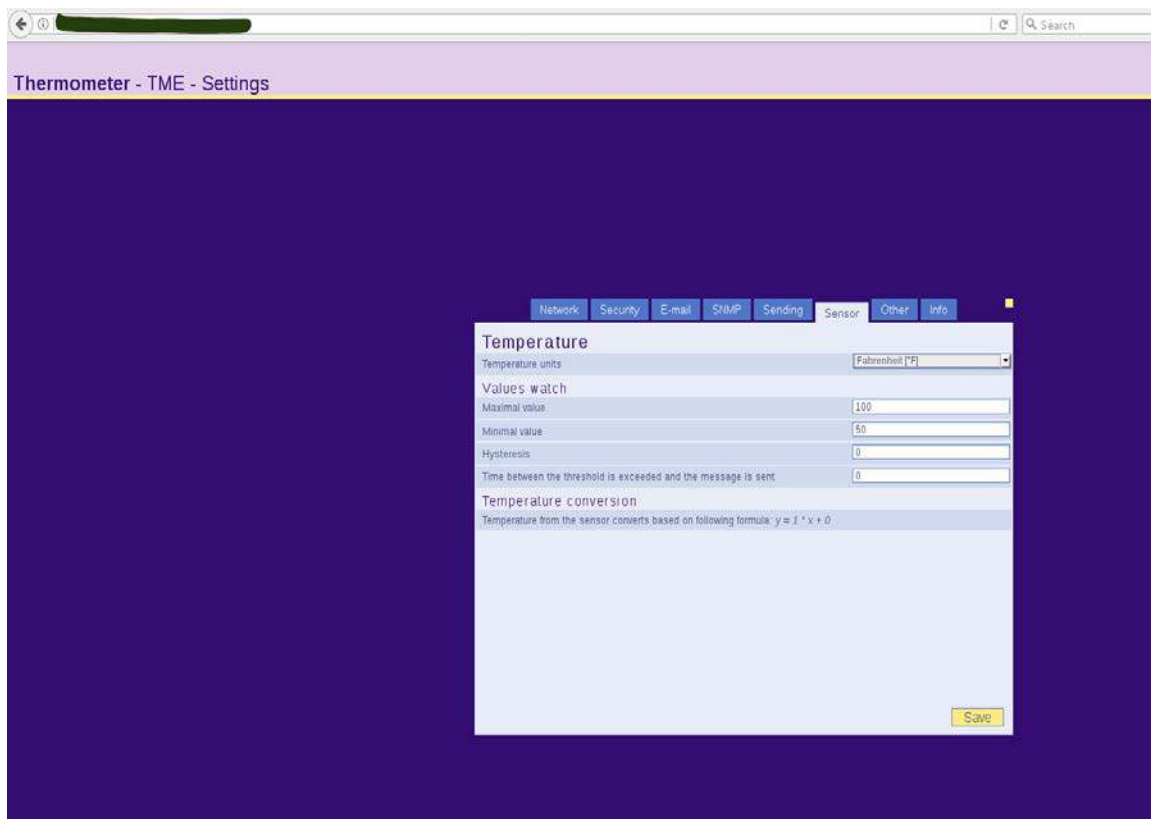 Search
Thermometer - TME - Settings
Network Security E-mail SNMP Sending Sensor Other Info
Temperature
Temperature units Fahrenheit [°F]
Values watch
Maximal value 100
Minimal value 50
Hysteresis 0
Time between the threshold is exceeded and the message is sent 0
Temperature conversion
Temperature from the sensor converts based on following formula: y = 1 * x + 0
Save